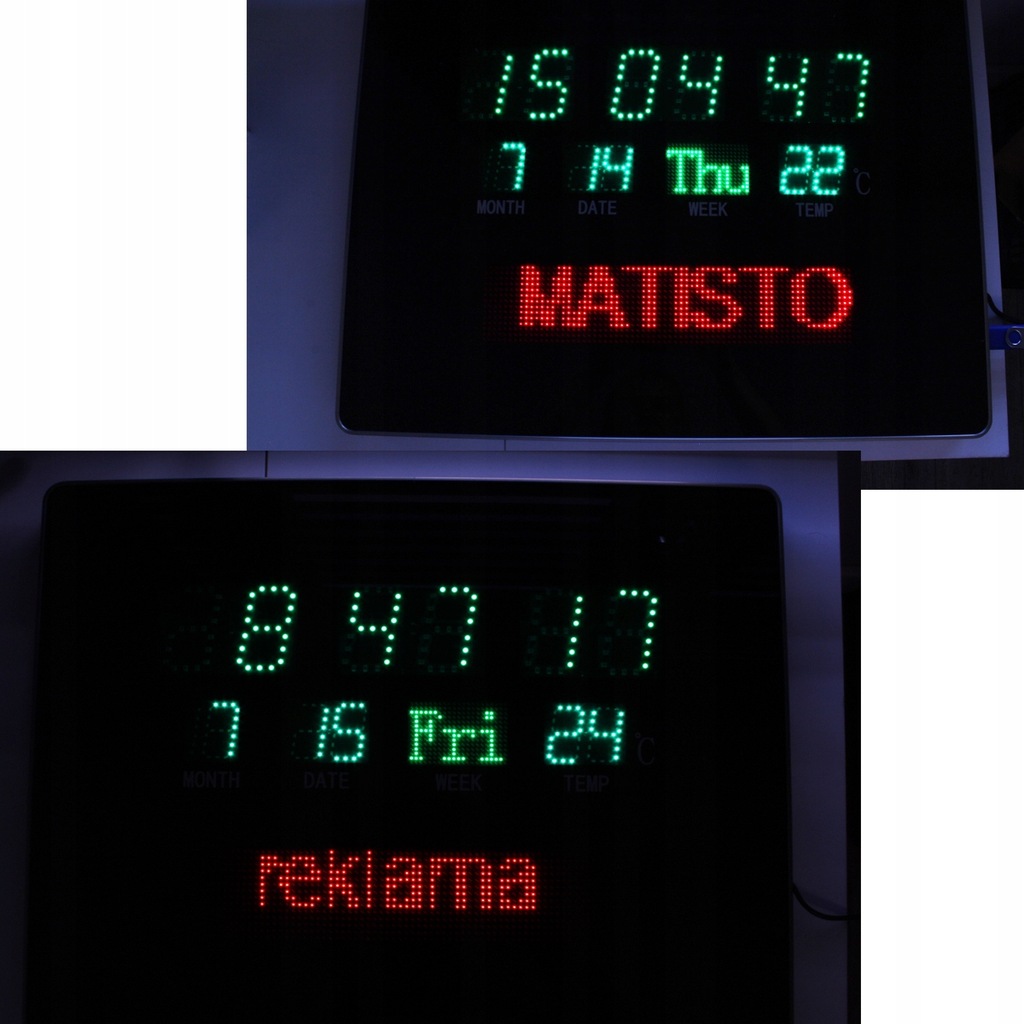 15 04 47
7 14 Thu 22 °C
MONTH DATE WEEK TEMP
MATISTO
8 47 17
7 15 Fri 24 °C
MONTH DATE WEEK TEMP
reklama